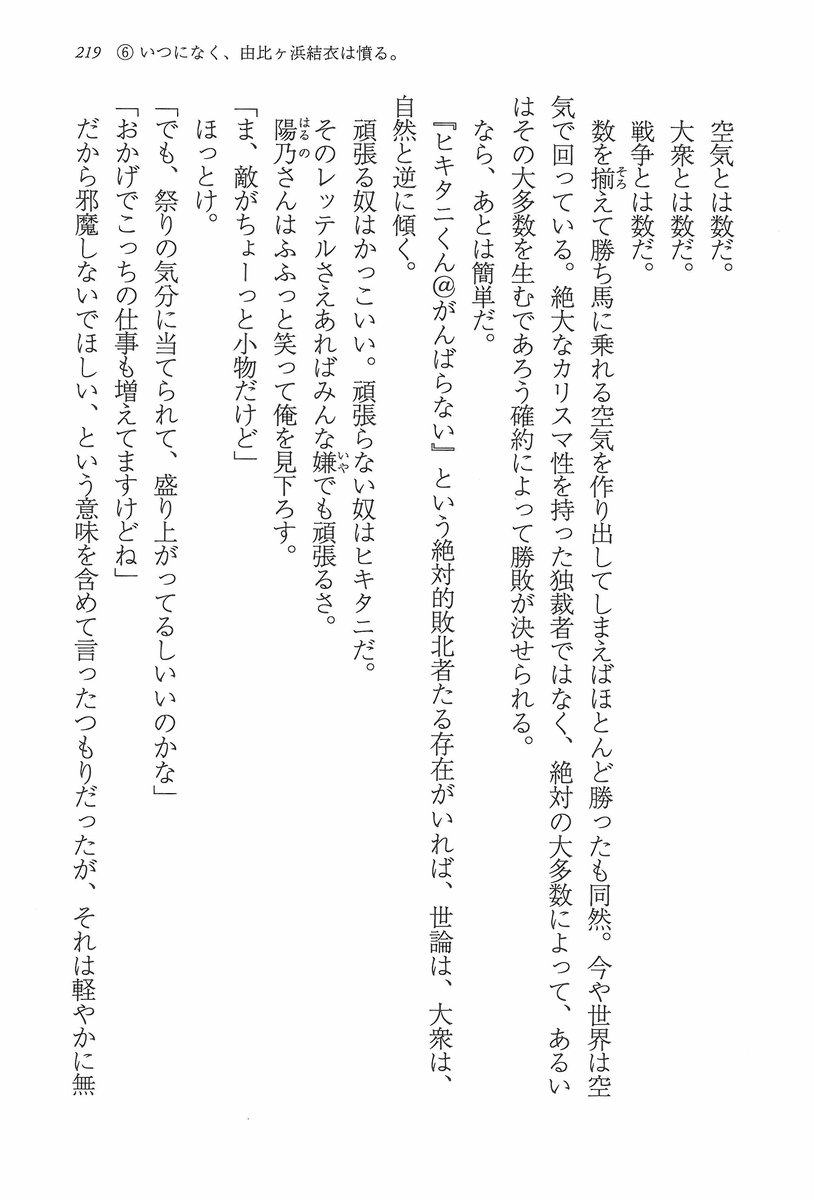 219 ⑥ いつになく、由比ヶ浜結衣は憤る。
空気とは数だ。
大衆とは数だ。
戦争とは数だ。
数を揃えて勝ち馬に乗れる空気を作り出してしまえばほとんど勝ったも同然。今や世界は空
そろ
気で回っている。絶大なカリスマ性を持った独裁者ではなく、絶対の大多数によって、あるい
はその大多数を生むであろう確約によって勝敗が決せられる。
なら、あとは簡単だ。
『ヒキタニくん@がんばらない』という絶対的敗北者たる存在がいれば、世論は、大衆は、
自然と逆に傾く。
頑張る奴はかっこいい。頑張らない奴はヒキタニだ。
そのレッテルさえあればみんな嫌でも頑張るさ。
いや
陽乃さんはふふっと笑って俺を見下ろす。
はるの
「ま、敵がちょーっと小物だけど」
ほっとけ。
「でも、祭りの気分に当てられて、盛り上がってるしいいのかな」
「おかげでこっちの仕事も増えてますけどね」
だから邪魔しないでほしい、という意味を含めて言ったつもりだったが、それは軽やかに無